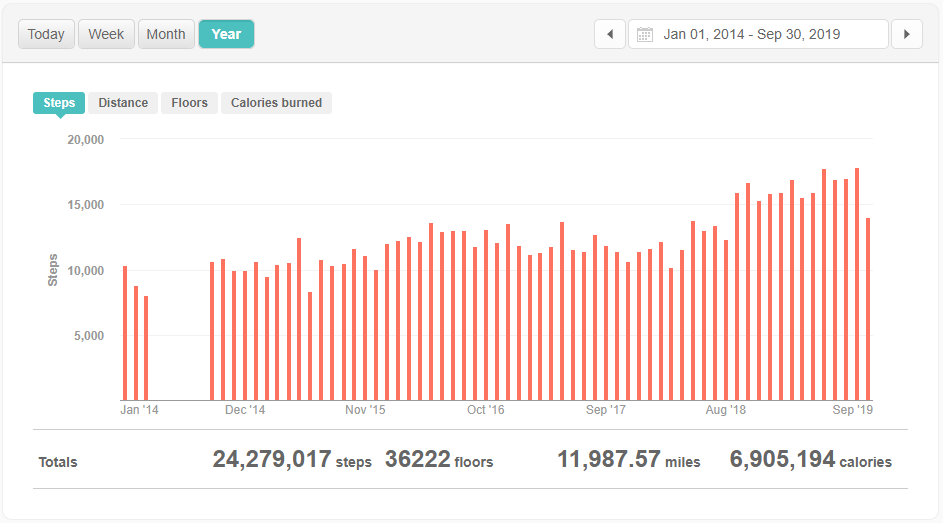 Today Week Month Year Jan 01, 2014 - Sep 30, 2019
Steps Distance Floors Calories burned
20,000
15,000
10,000
5,000
Steps
Jan '14 Dec '14 Nov '15 Oct '16 Sep '17 Aug '18 Sep '19
Totals 24,279,017 steps 36222 floors 11,987.57 miles 6,905,194 calories